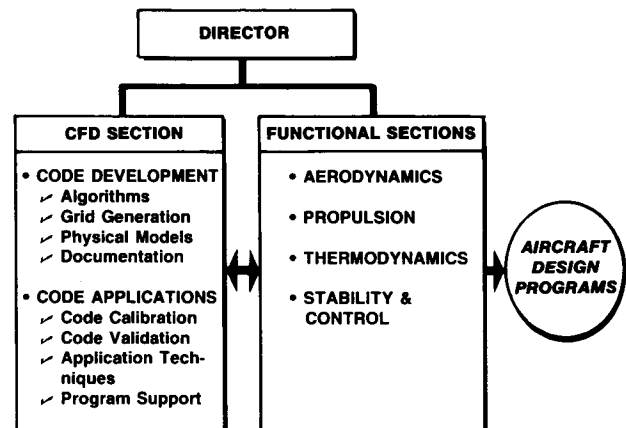 DIRECTOR
CFD SECTION
• CODE DEVELOPMENT
✓ Algorithms
✓ Grid Generation
✓ Physical Models
✓ Documentation
• CODE APPLICATIONS
✓ Code Calibration
✓ Code Validation
✓ Application Tech-
niques
✓ Program Support
FUNCTIONAL SECTIONS
• AERODYNAMICS
• PROPULSION
• THERMODYNAMICS
• STABILITY &
CONTROL
AIRCRAFT
DESIGN
PROGRAMS